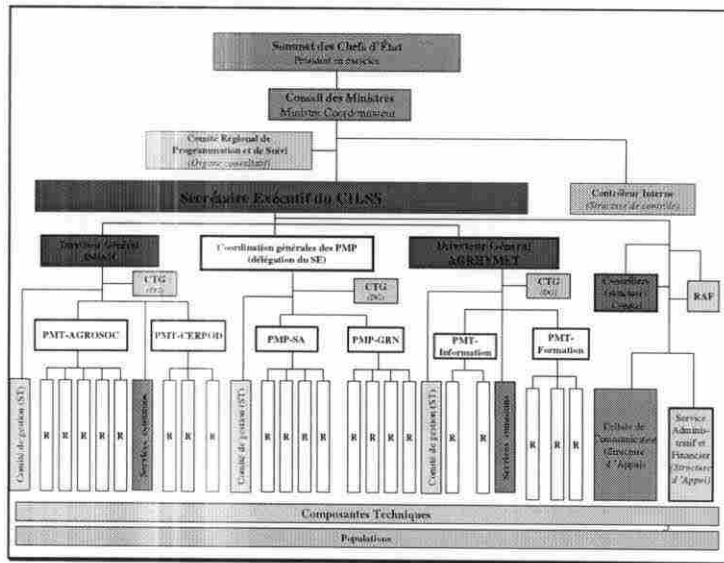 Sommet des Chefs d'État
Président en exercice
Conseil des Ministres
Ministre Coordonnateur
Comité Régional de
Programmation et de Suivi
(Organe consultatif)
Secrétaire Exécutif du CILSS
Contrôleur Interne
(Structure de contrôle)
Directeur Général
Coordination générales des PMP
(délégation du SE)
Directeur Général
AGRHYMET
CTG
CTG
(DG)
CTG
(DG)
Conseillers
RAF
PMT-AGROSOC
PMT-CERPOD
PMP-SA
PMP-GRN
PMT-
Information
PMT-
Formation
Comité de gestion (ST)
R
R
R
R
R
Services communs
R
R
R
Comité de gestion (ST)
R
R
R
R
R
R
R
R
Comité de gestion (ST)
R
R
Services communs
R
R
R
Cellule de
Communication
(Structure
d'Appui)
Service
Adminis-
tratif et
Financier
(Structure
d'Appui)
Composantes Techniques
Populations